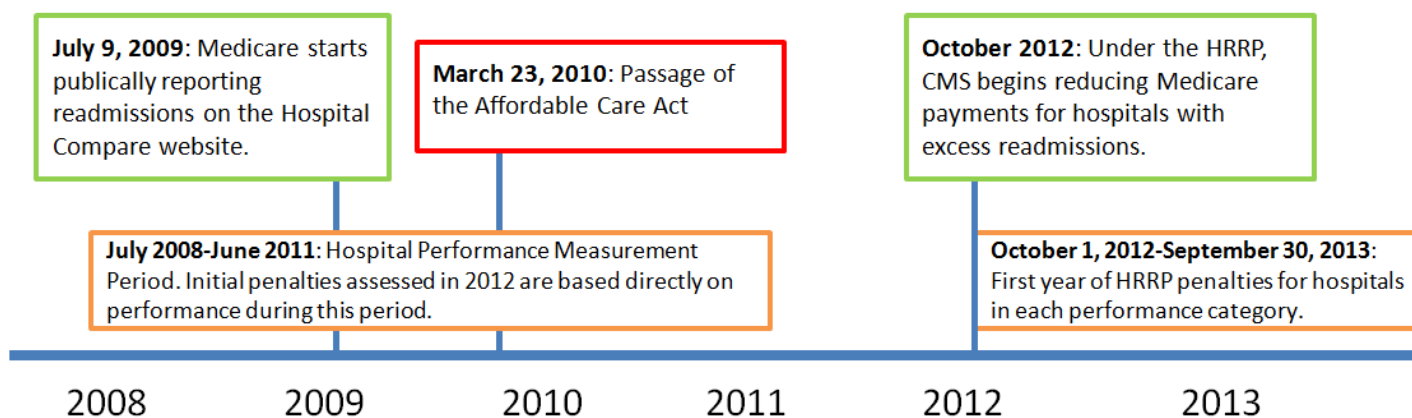 July 9, 2009: Medicare starts
publically reporting
readmissions on the Hospital
Compare website.
March 23, 2010: Passage of
the Affordable Care Act
October 2012: Under the HRRP,
CMS begins reducing Medicare
payments for hospitals with
excess readmissions.
July 2008-June 2011: Hospital Performance Measurement
Period. Initial penalties assessed in 2012 are based directly on
performance during this period.
October 1, 2012-September 30, 2013:
First year of HRRP penalties for hospitals
in each performance category.
2008 2009 2010 2011 2012 2013